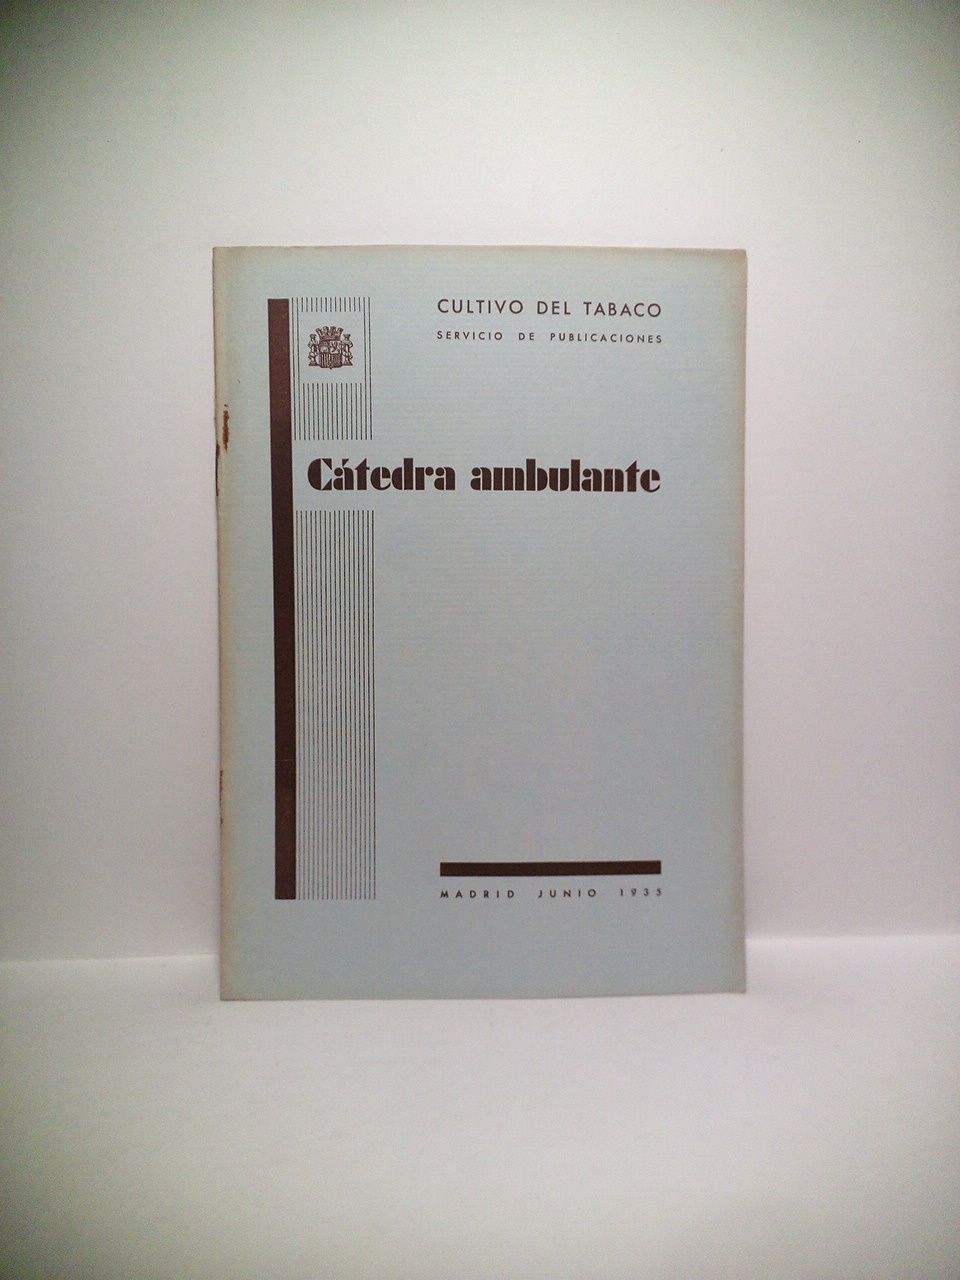 CULTIVO DEL TABACO
SERVICIO DE PUBLICACIONES
Cátedra ambulante
MADRID JUNIO 1935